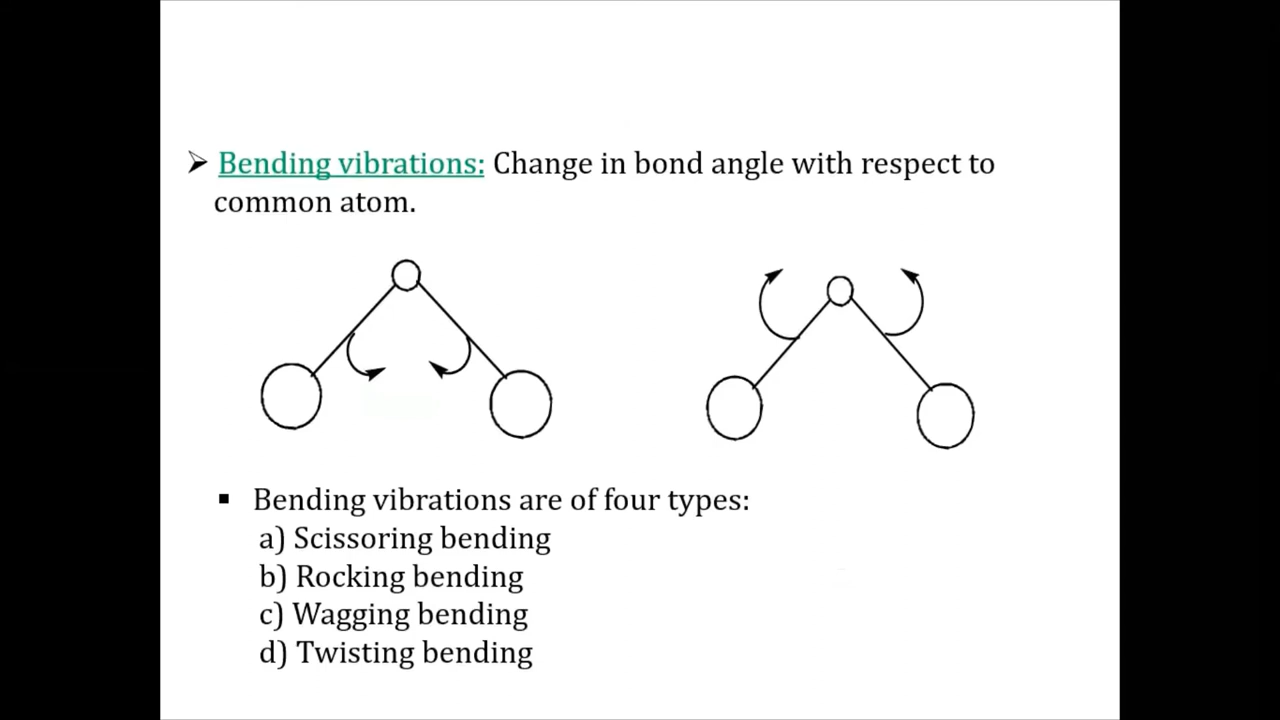 ➢ Bending vibrations: Change in bond angle with respect to
common atom.
▪ Bending vibrations are of four types:
a) Scissoring bending
b) Rocking bending
c) Wagging bending
d) Twisting bending